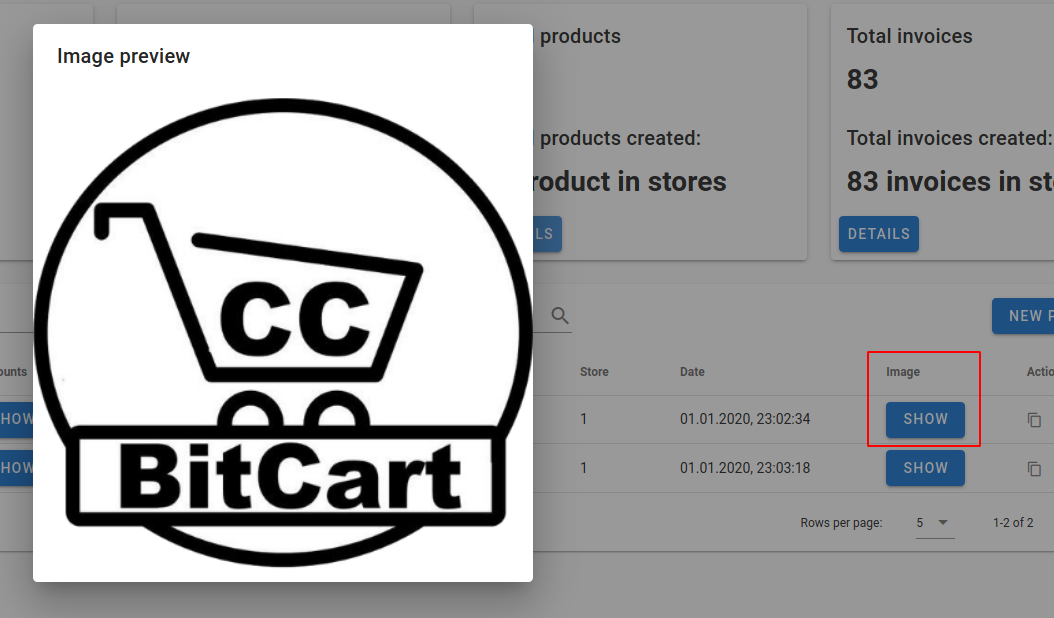 Image preview
CC
BitCart
products
Total invoices
83
products created:
Total invoices created:
roduct in stores
83 invoices in st
LS
DETAILS
NEW P
ounts
Store
Date
Image
Actio
HOW
1
01.01.2020, 23:02:34
SHOW
HOW
1
01.01.2020, 23:03:18
SHOW
Rows per page:
5
1-2 of 2